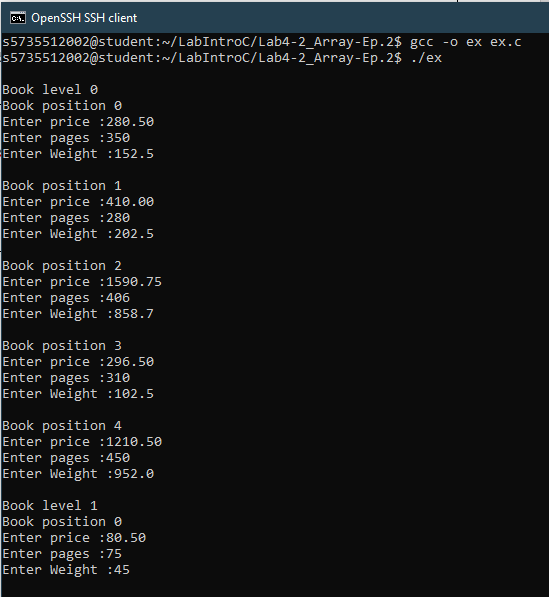 OpenSSH SSH client
s5735512002@student:~/LabIntroC/Lab4-2_Array-Ep.2$ gcc -o ex ex.c
s5735512002@student:~/LabIntroC/Lab4-2_Array-Ep.2$ ./ex
Book level 0
Book position 0
Enter price :280.50
Enter pages :350
Enter Weight :152.5
Book position 1
Enter price :410.00
Enter pages :280
Enter Weight :202.5
Book position 2
Enter price :1590.75
Enter pages :406
Enter Weight :858.7
Book position 3
Enter price :296.50
Enter pages :310
Enter Weight :102.5
Book position 4
Enter price :1210.50
Enter pages :450
Enter Weight :952.0
Book level 1
Book position 0
Enter price :80.50
Enter pages :75
Enter Weight :45